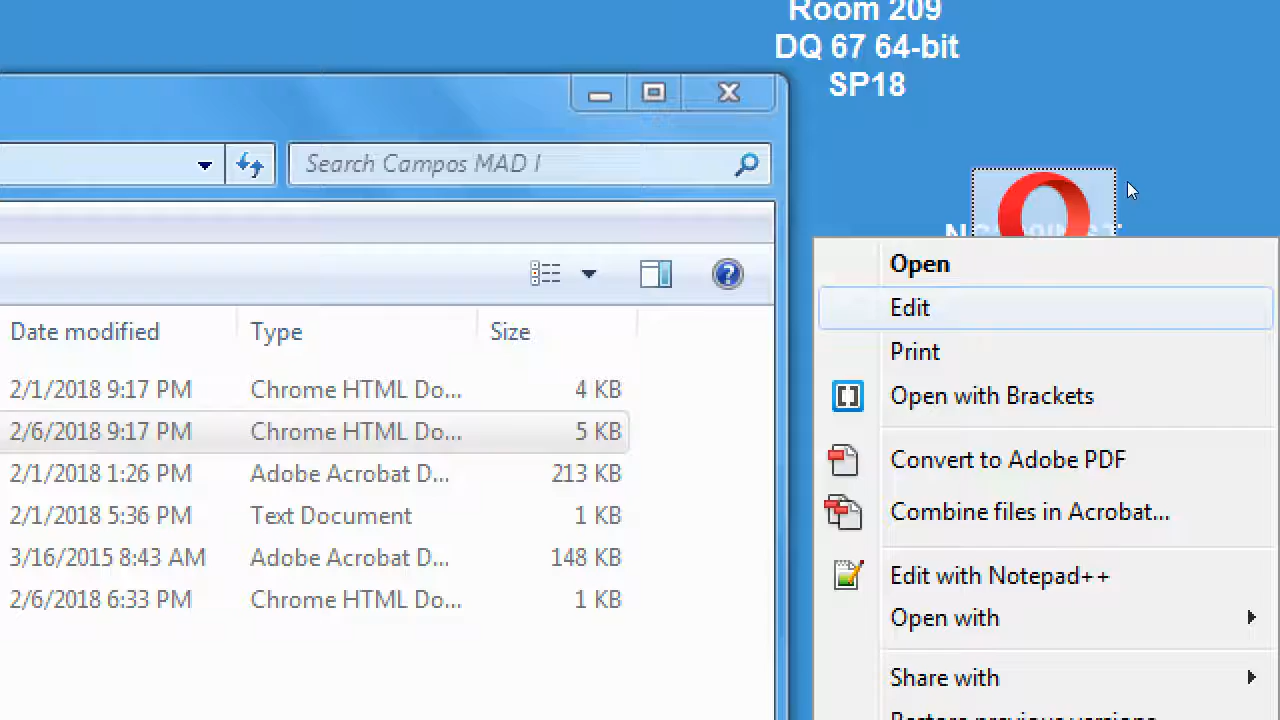 Room 209
DQ 67 64-bit
SP18
Search Campos MAD I
Date modified Type Size
2/1/2018 9:17 PM Chrome HTML Do... 4 KB
2/6/2018 9:17 PM Chrome HTML Do... 5 KB
2/1/2018 1:26 PM Adobe Acrobat D... 213 KB
2/1/2018 5:36 PM Text Document 1 KB
3/16/2015 8:43 AM Adobe Acrobat D... 148 KB
2/6/2018 6:33 PM Chrome HTML Do... 1 KB
Open
Edit
Print
Open with Brackets
Convert to Adobe PDF
Combine files in Acrobat...
Edit with Notepad++
Open with
Share with
Restore previous versions